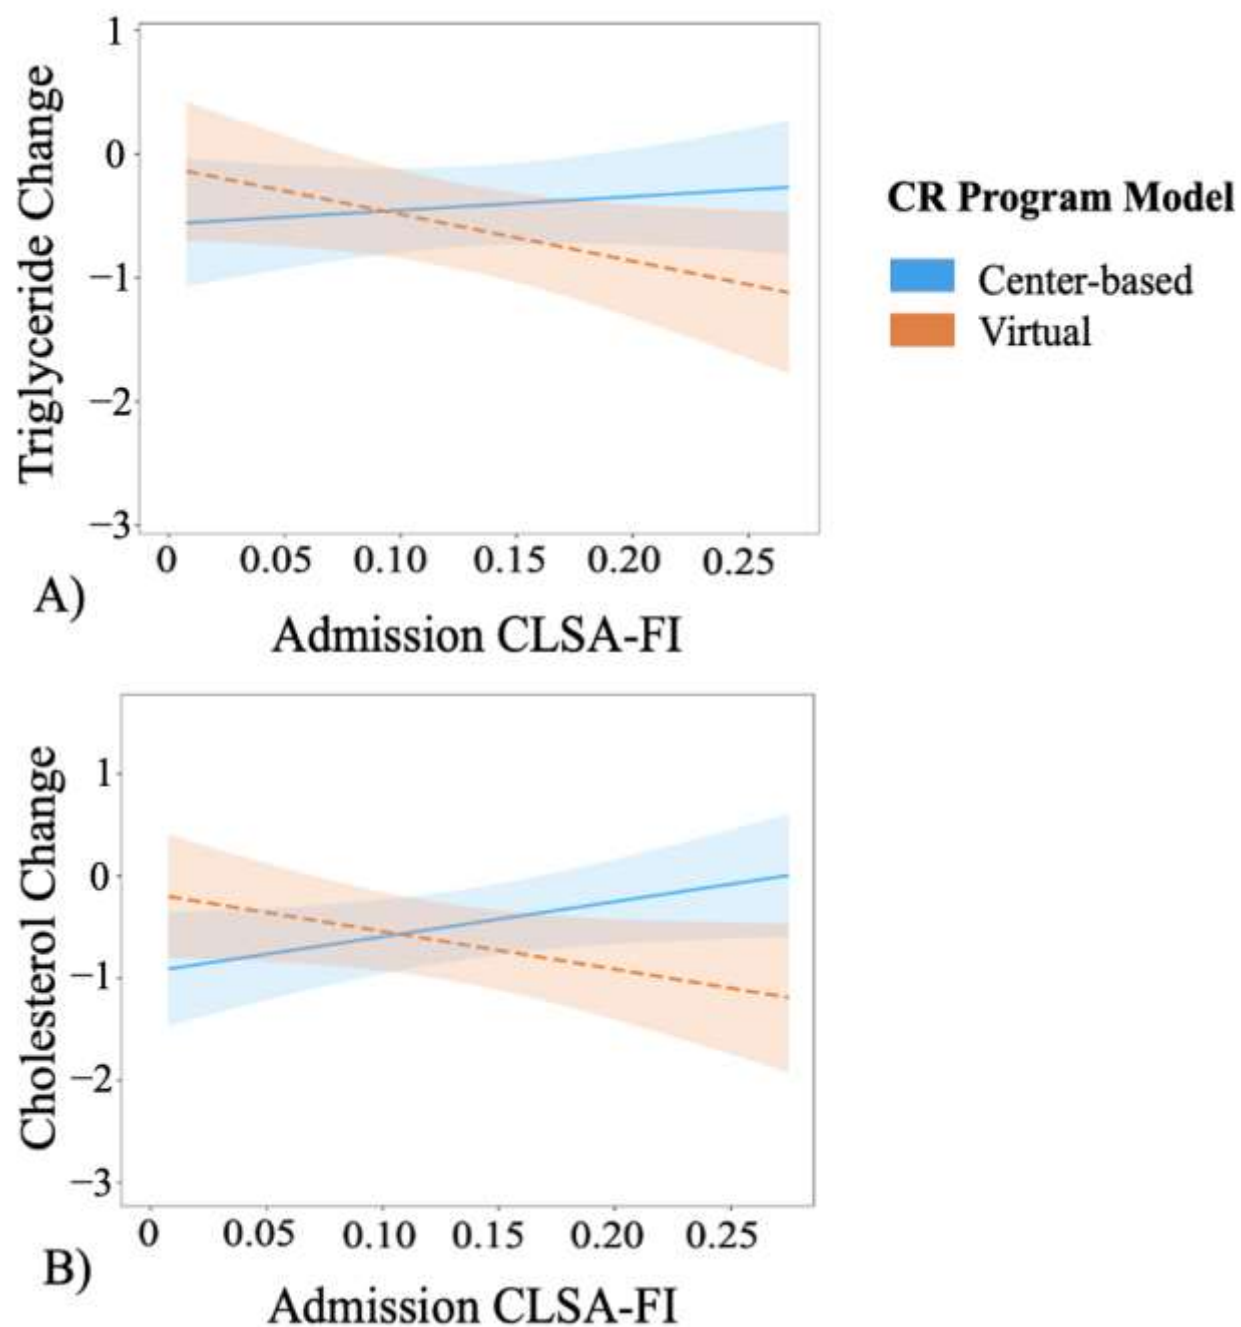 1
0
−1
−2
−3
Triglyceride Change
0 0.05 0.10 0.15 0.20 0.25
A)
Admission CLSA-FI
CR Program Model
Center-based
Virtual
1
0
−1
−2
−3
Cholesterol Change
0 0.05 0.10 0.15 0.20 0.25
B)
Admission CLSA-FI